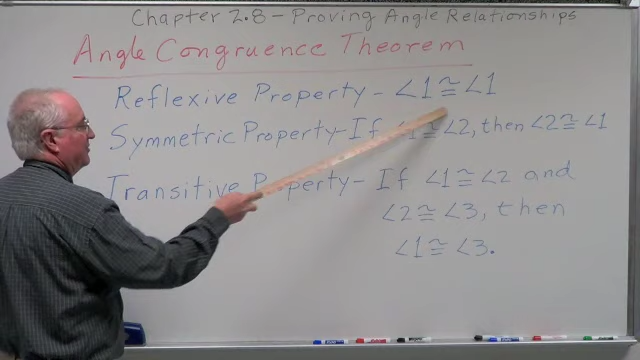 Chapter 2.8 - Proving Angle Relationships
Angle Congruence Theorem
Reflexive Property - ∠1 ≅ ∠1
Symmetric Property - If ∠1 ≅ ∠2, then ∠2 ≅ ∠1
Transitive Property - If ∠1 ≅ ∠2 and
∠2 ≅ ∠3, then
∠1 ≅ ∠3.